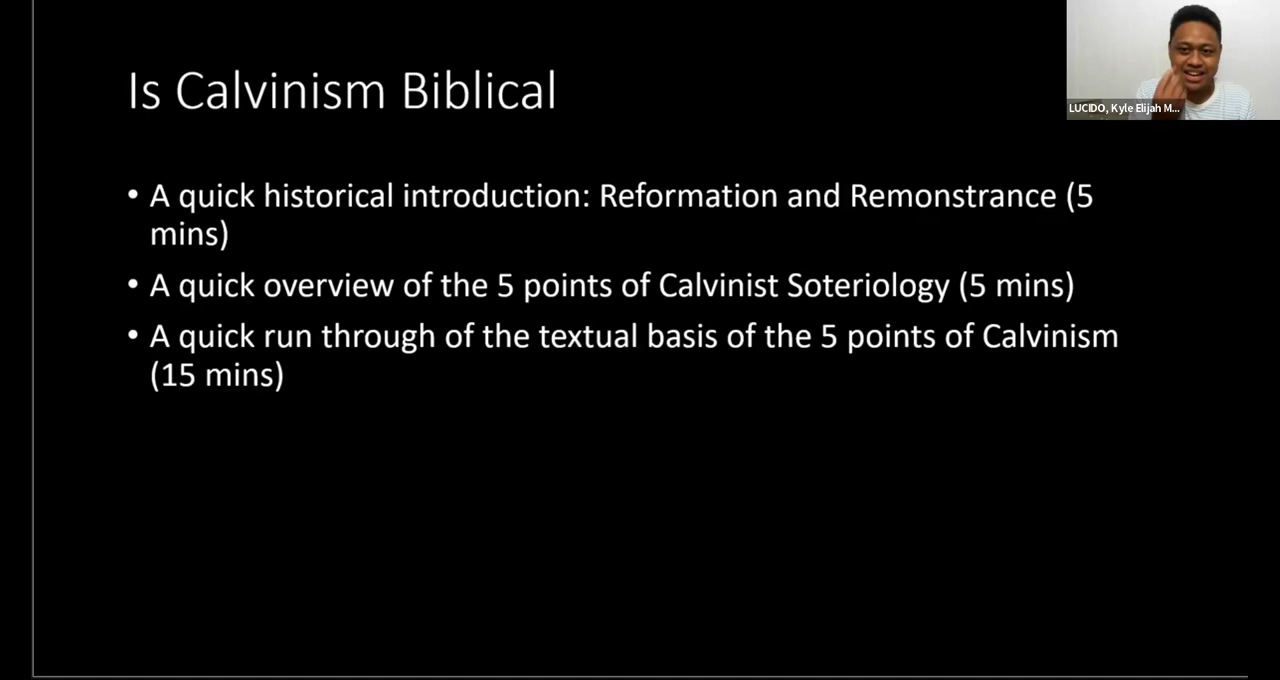 Is Calvinism Biblical
LUCIDO, Kyle Elijah M...
• A quick historical introduction: Reformation and Remonstrance (5
mins)
• A quick overview of the 5 points of Calvinist Soteriology (5 mins)
• A quick run through of the textual basis of the 5 points of Calvinism
(15 mins)